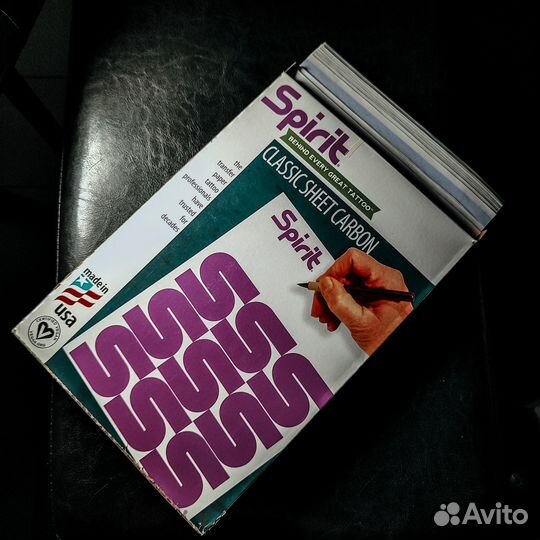 Spirit
BEHIND EVERY GREAT TATTOO
CLASSIC SHEET CARBON
the
transfer
paper
tattoo
professionals
have
trusted
for
decades
Spirit
made in
usa
Avito